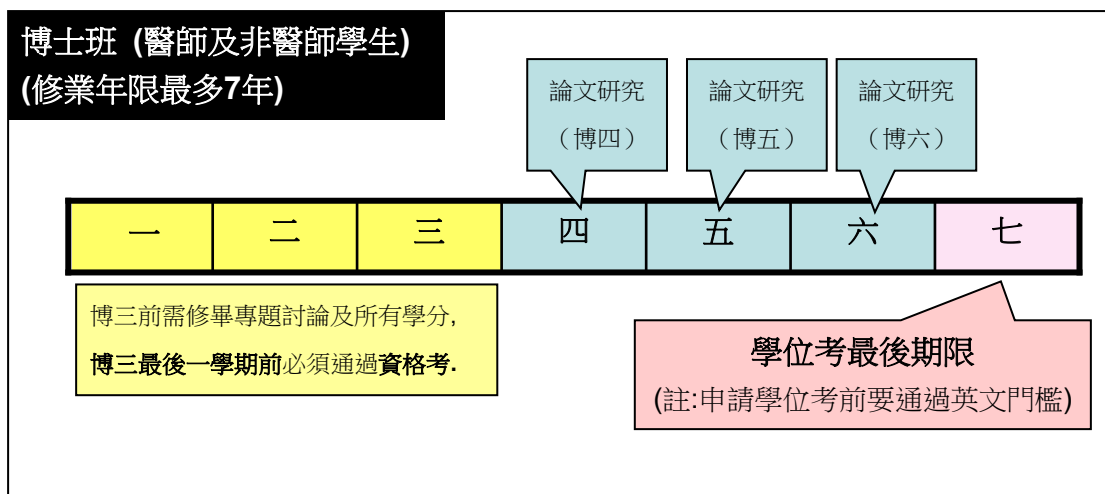 博士班 (醫師及非醫師學生)
(修業年限最多7年)
論文研究
（博四）
論文研究
（博五）
論文研究
（博六）
一 二 三 四 五 六 七
博三前需修畢專題討論及所有學分,
博三最後一學期前必須通過資格考.
學位考最後期限
(註:申請學位考前要通過英文門檻)